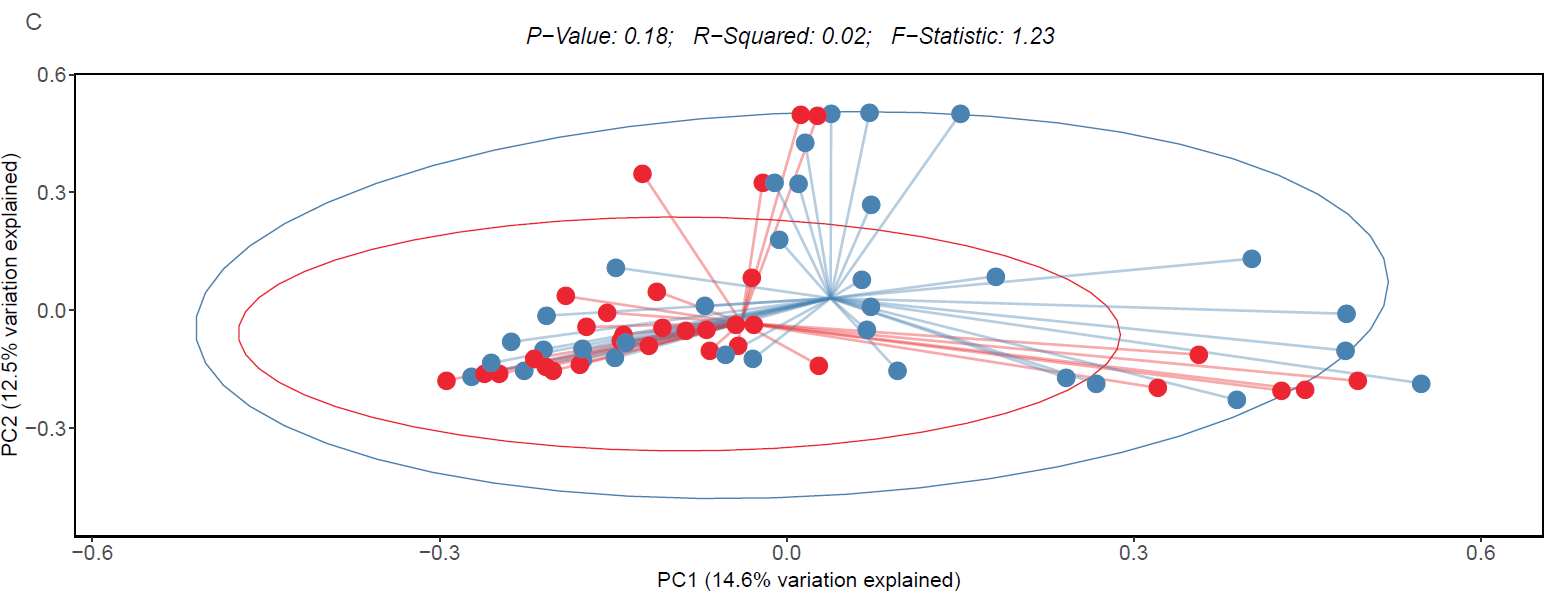 C
P−Value: 0.18; R−Squared: 0.02; F−Statistic: 1.23
0.6
0.3
0.0
−0.3
PC2 (12.5% variation explained)
−0.6
−0.3
0.0
0.3
0.6
PC1 (14.6% variation explained)